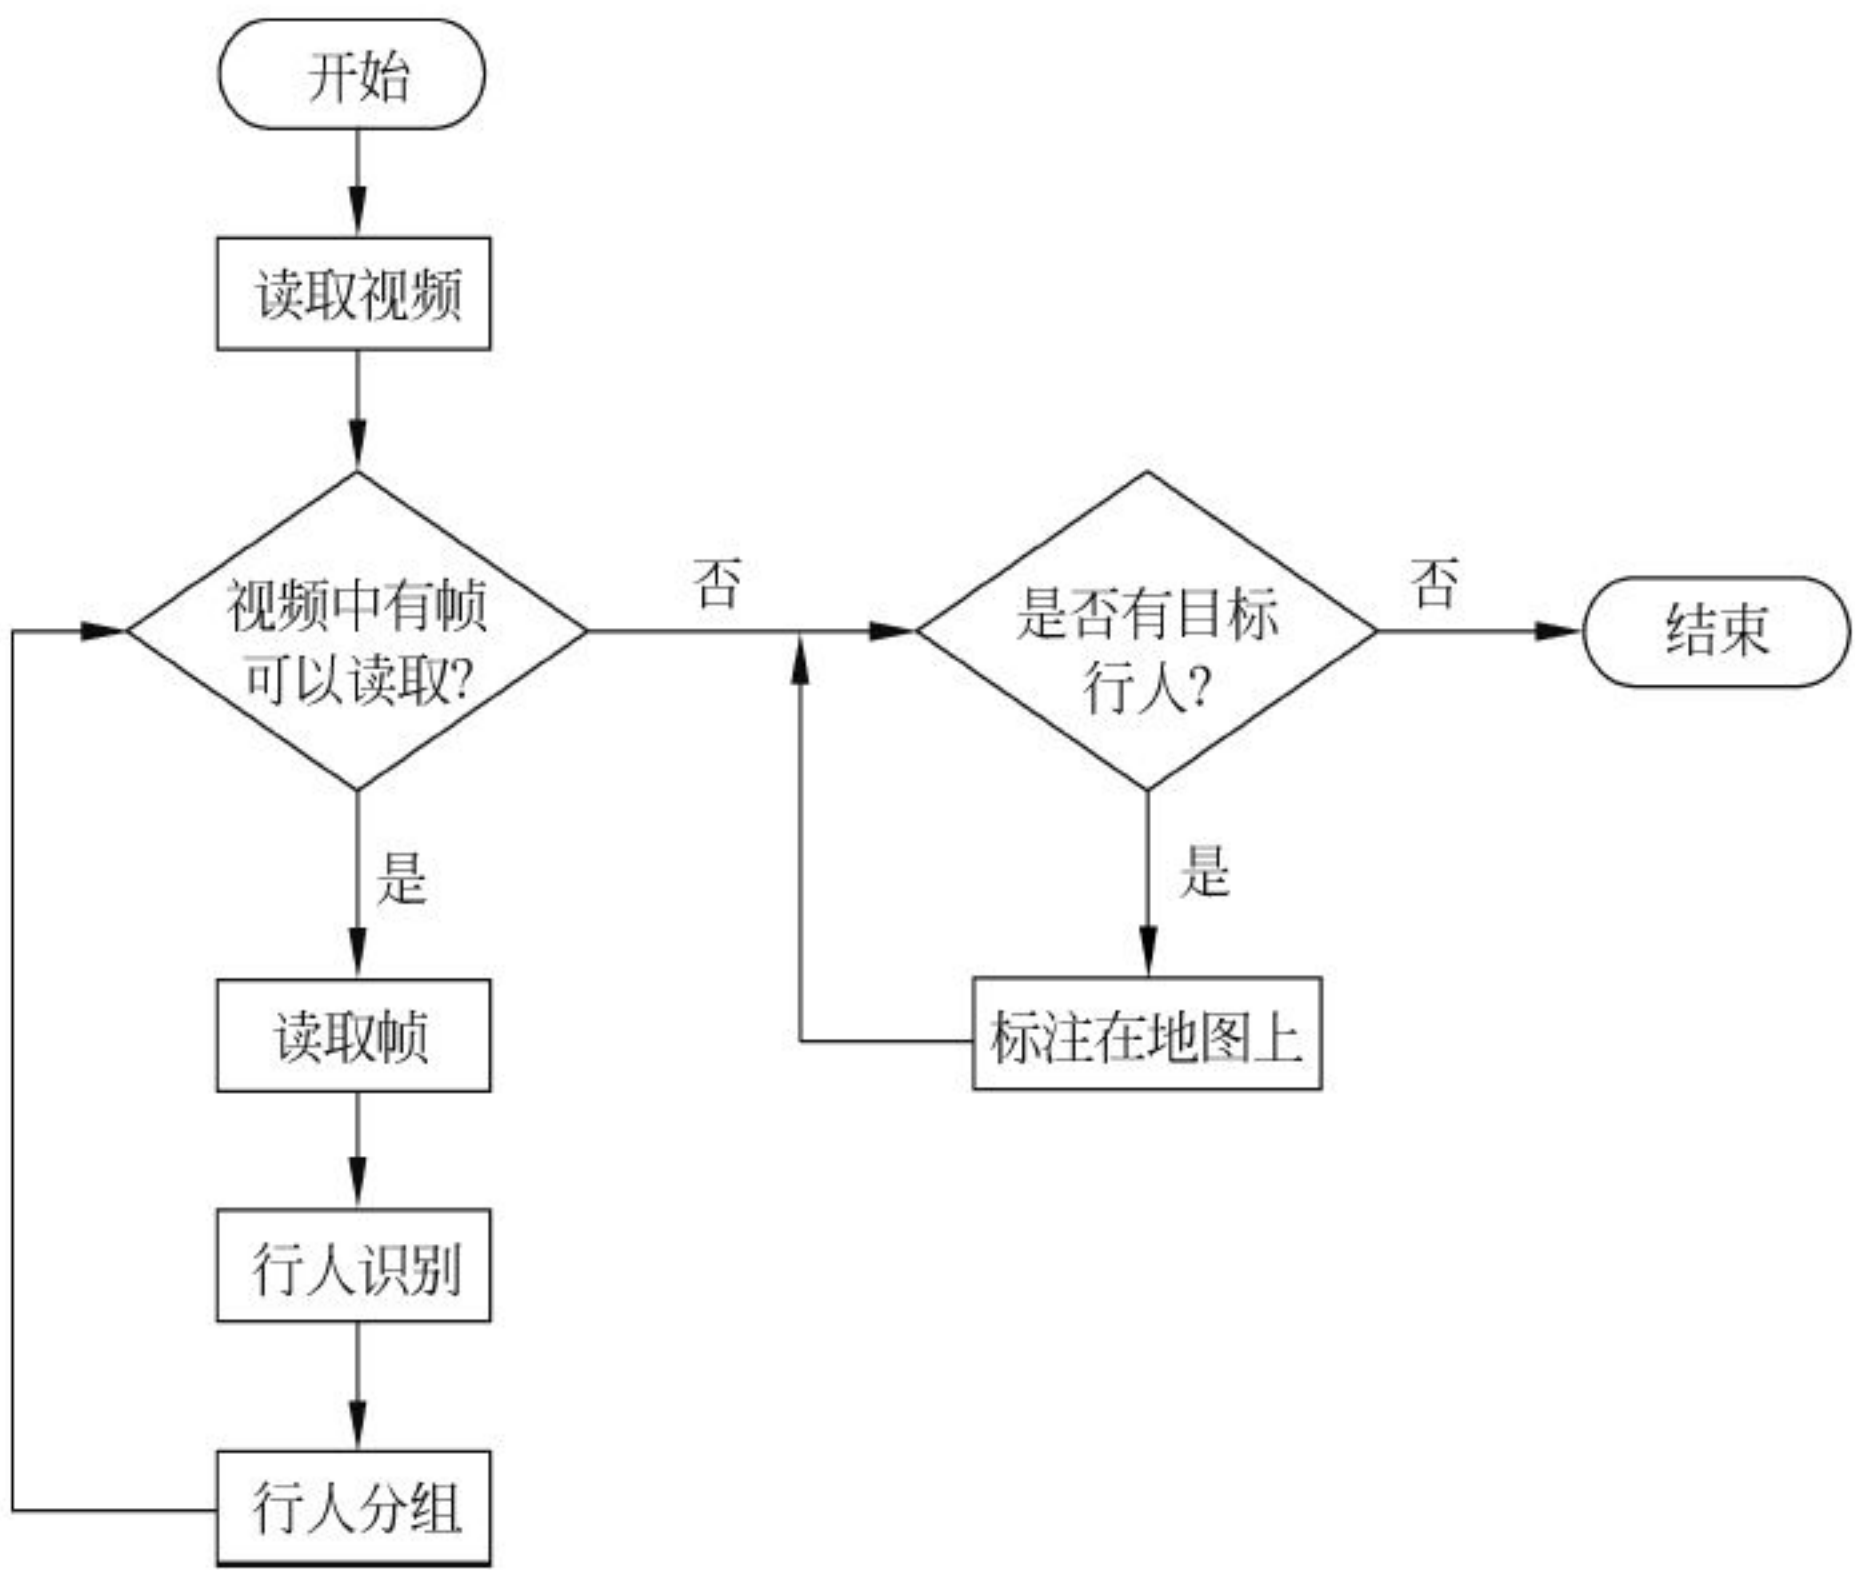 开始
读取视频
视频中有帧
可以读取?
否
是否有目标
行人?
否
结束
是
是
读取帧
标注在地图上
行人识别
行人分组